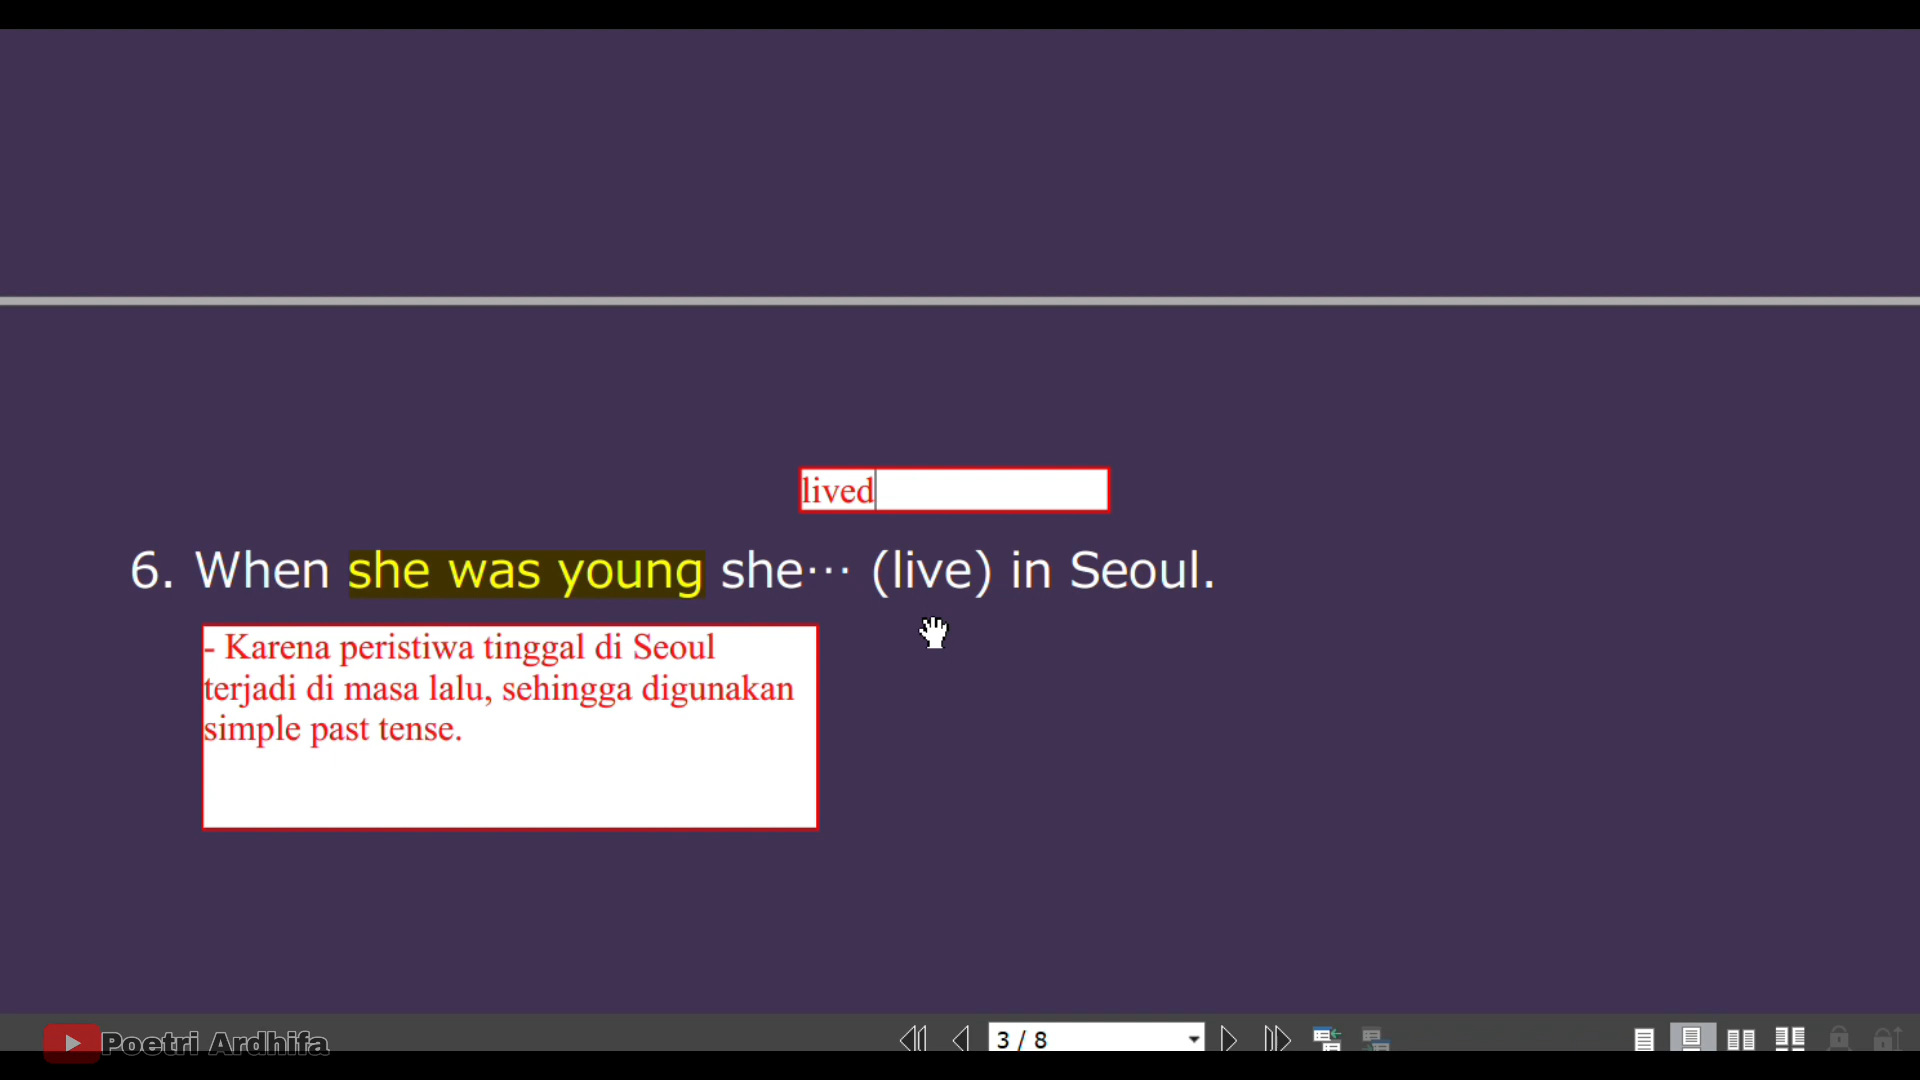 lived
6. When she was young she… (live) in Seoul.
- Karena peristiwa tinggal di Seoul
terjadi di masa lalu, sehingga digunakan
simple past tense.
Poetri Ardhifa
3 / 8